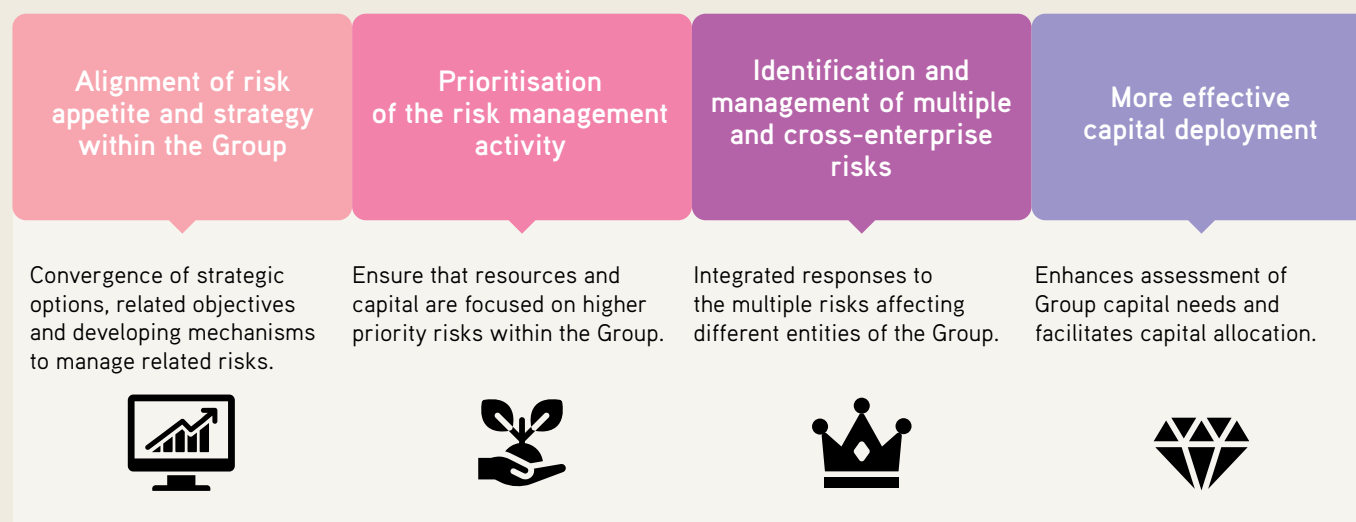 Alignment of risk
appetite and strategy
within the Group
Prioritisation
of the risk management
activity
Identification and
management of multiple
and cross-enterprise
risks
More effective
capital deployment
Convergence of strategic
options, related objectives
and developing mechanisms
to manage related risks.
Ensure that resources and
capital are focused on higher
priority risks within the Group.
Integrated responses to
the multiple risks affecting
different entities of the Group.
Enhances assessment of
Group capital needs and
facilitates capital allocation.